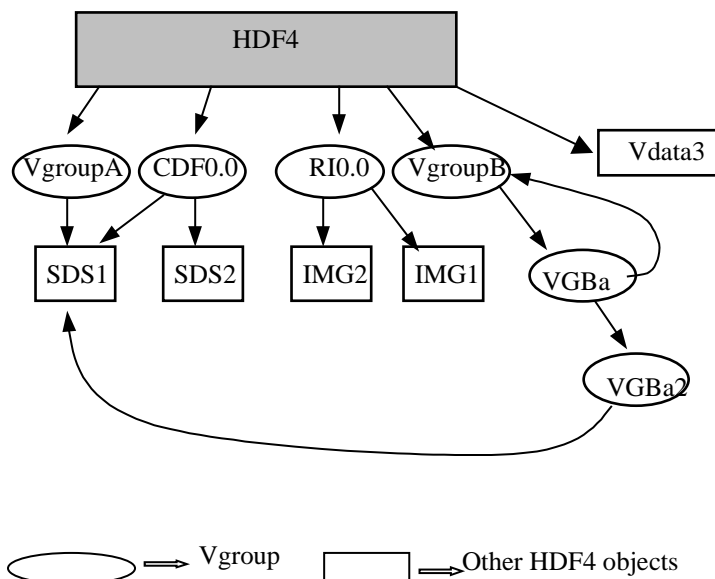 HDF4
VgroupA
CDF0.0
RI0.0
VgroupB
Vdata3
SDS1
SDS2
IMG2
IMG1
VGBa
VGBa2
Vgroup
Other HDF4 objects